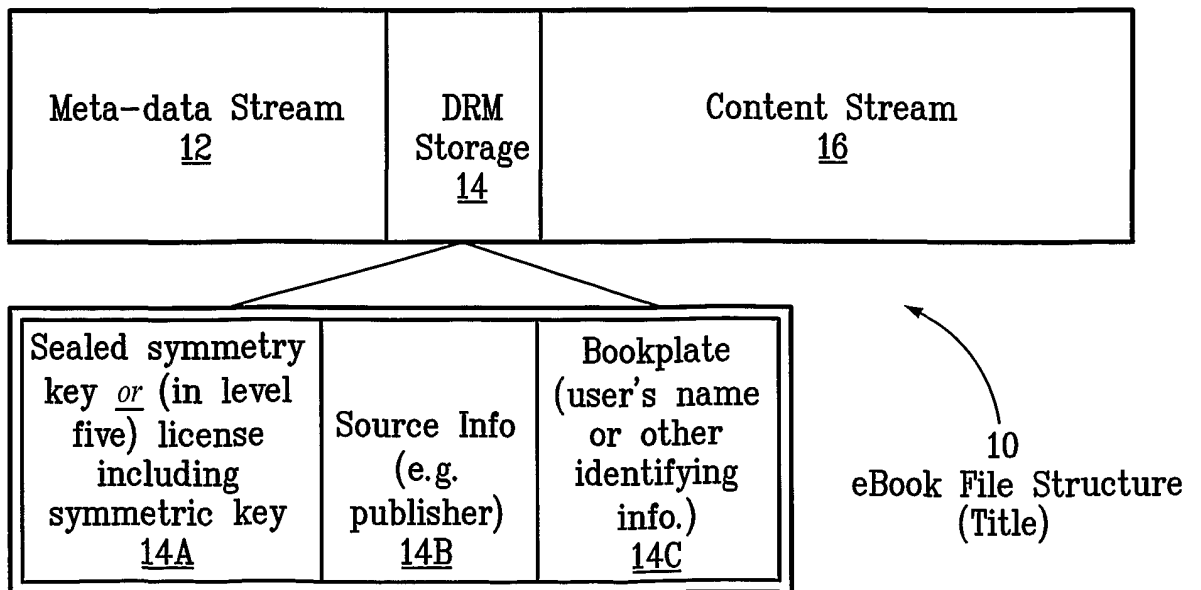 Meta-data Stream
12
DRM
Storage
14
Content Stream
16
Sealed symmetry
key or (in level
five) license
including
symmetric key
14A
Source Info
(e.g.
publisher)
14B
Bookplate
(user's name
or other
identifying
info.)
14C
10
eBook File Structure
(Title)